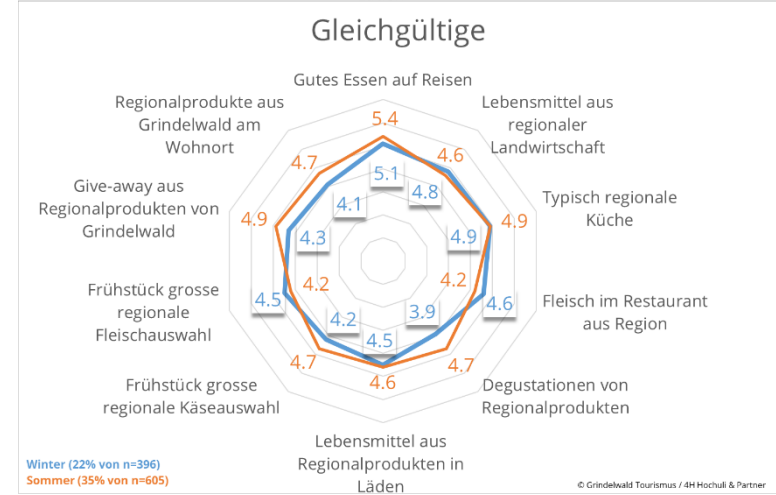 Gleichgültige
Gutes Essen auf Reisen
Regionalprodukte aus
Grindelwald am
Wohnort
Lebensmittel aus
regionaler
Landwirtschaft
5.4
4.7
4.6
5.1
4.1
4.8
Give-away aus
Regionalprodukten von
Grindelwald
Typisch regionale
Küche
4.9
4.3
4.9
4.9
Frühstück grosse
regionale
Fleischauswahl
Fleisch im Restaurant
aus Region
4.5
4.2
4.2
4.6
4.2
3.9
4.5
4.7
4.6
4.7
Frühstück grosse
regionale Käseauswahl
Degustationen von
Regionalprodukten
Lebensmittel aus
Regionalprodukten in
Läden
Winter (22% von n=396)
Sommer (35% von n=605)
© Grindelwald Tourismus / 4H Hochuli & Partner